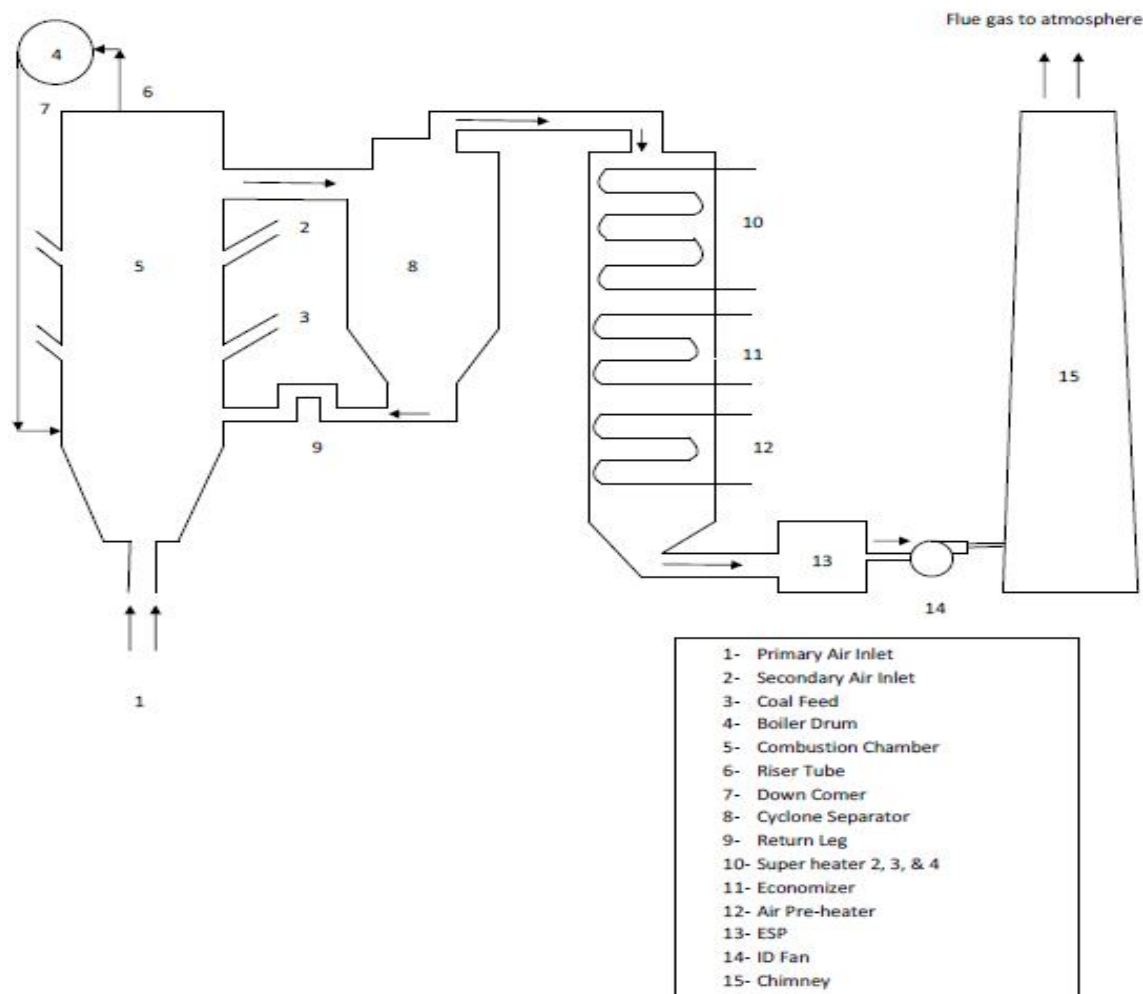 Flue gas to atmosphere
4
6
7
2
10
5
8
3
11
15
9
12
13
14
1
1- Primary Air Inlet
2- Secondary Air Inlet
3- Coal Feed
4- Boiler Drum
5- Combustion Chamber
6- Riser Tube
7- Down Comer
8- Cyclone Separator
9- Return Leg
10- Super heater 2, 3, & 4
11- Economizer
12- Air Pre-heater
13- ESP
14- ID Fan
15- Chimney